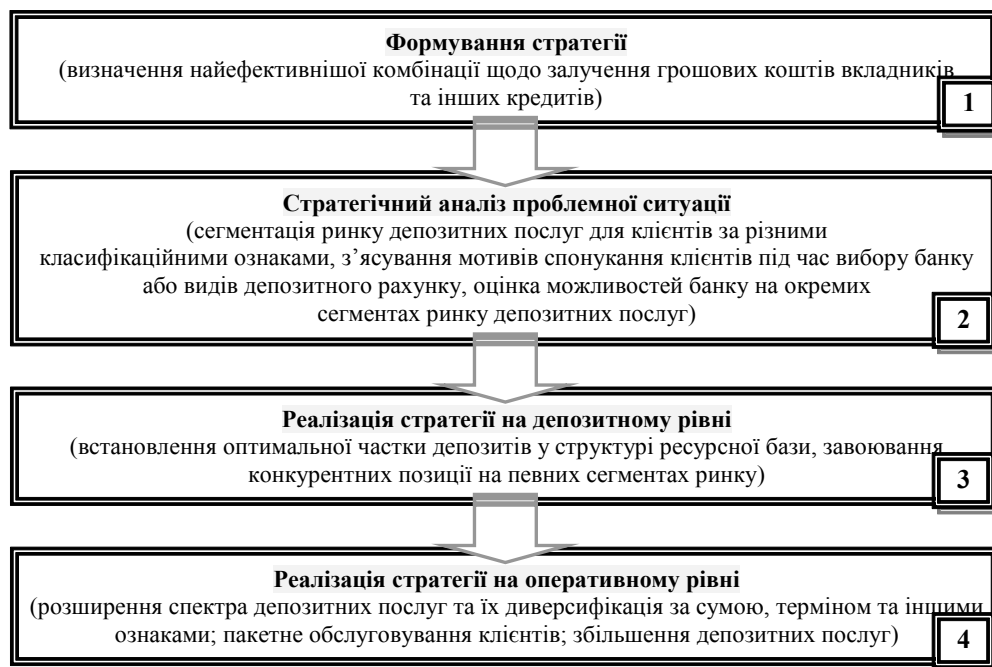 Формування стратегії
(визначення найефективнішої комбінації щодо залучення грошових коштів вкладників
та інших кредитів)
1
Стратегічний аналіз проблемної ситуації
(сегментація ринку депозитних послуг для клієнтів за різними
класифікаційними ознаками, з’ясування мотивів спонукання клієнтів під час вибору банку
або видів депозитного рахунку, оцінка можливостей банку на окремих
сегментах ринку депозитних послуг)
2
Реалізація стратегії на депозитному рівні
(встановлення оптимальної частки депозитів у структурі ресурсної бази, завоювання
конкурентних позиції на певних сегментах ринку)
3
Реалізація стратегії на оперативному рівні
(розширення спектра депозитних послуг та їх диверсифікація за сумою, терміном та іншими
ознаками; пакетне обслуговування клієнтів; збільшення депозитних послуг)
4